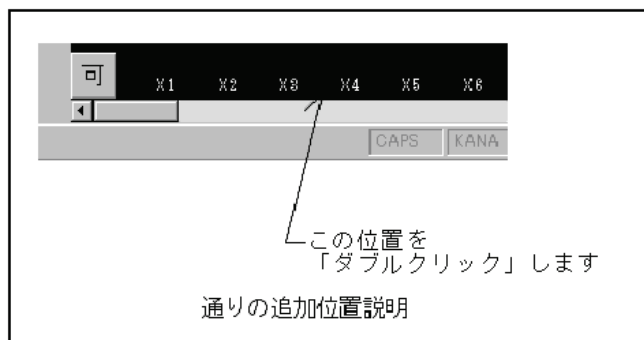 可 X1 X2 X3 X4 X5 X6
CAPS KANA
この位置を
「ダブルクリック」します
通りの追加位置説明